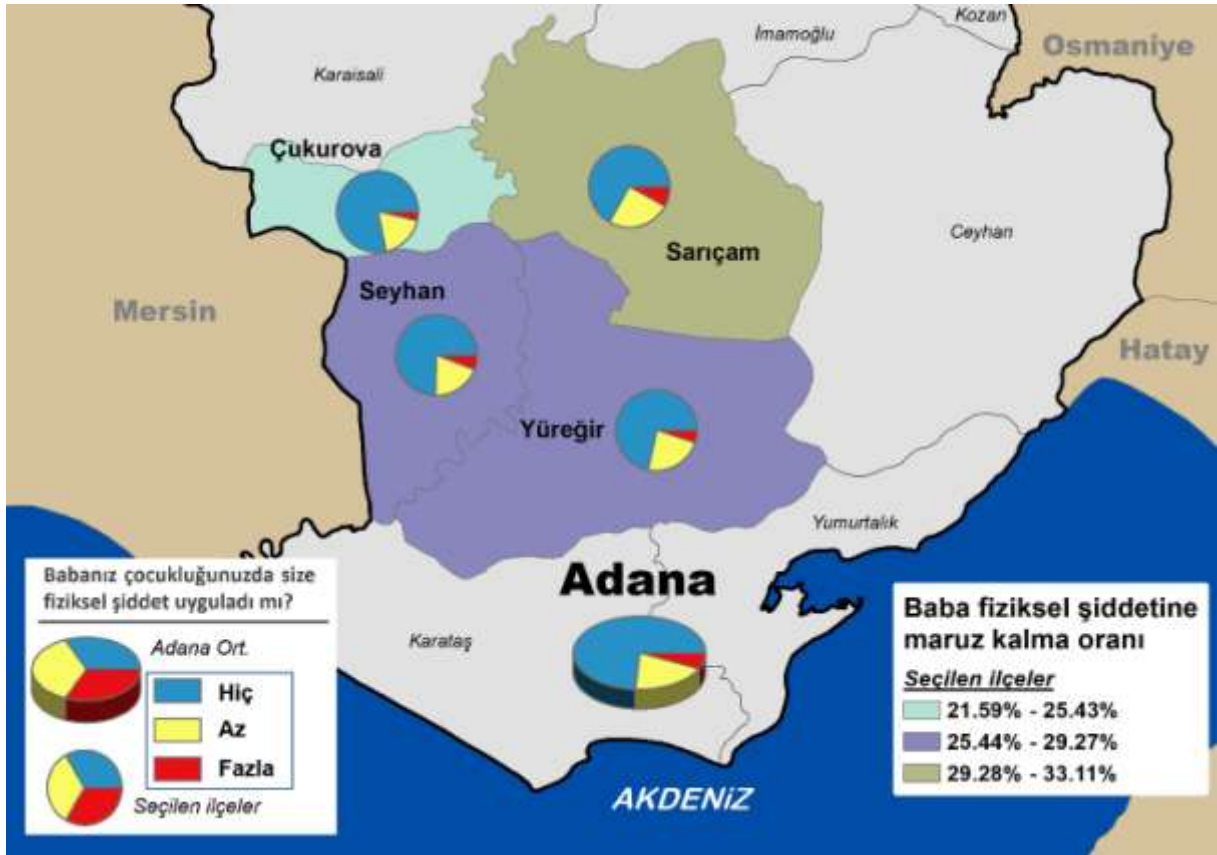 Kozan
İmamoğlu
Osmaniye
Karaisali
Çukurova
Sarıçam
Ceyhan
Seyhan
Mersin
Hatay
Yüreğir
Yumurtalık
Adana
Karataş
AKDENİZ
Babanız çocukluğunuzda size
fiziksel şiddet uyguladı mı?
Adana Ort.
Hiç
Az
Fazla
Seçilen ilçeler
Baba fiziksel şiddetine
maruz kalma oranı
Seçilen ilçeler
21.59% - 25.43%
25.44% - 29.27%
29.28% - 33.11%